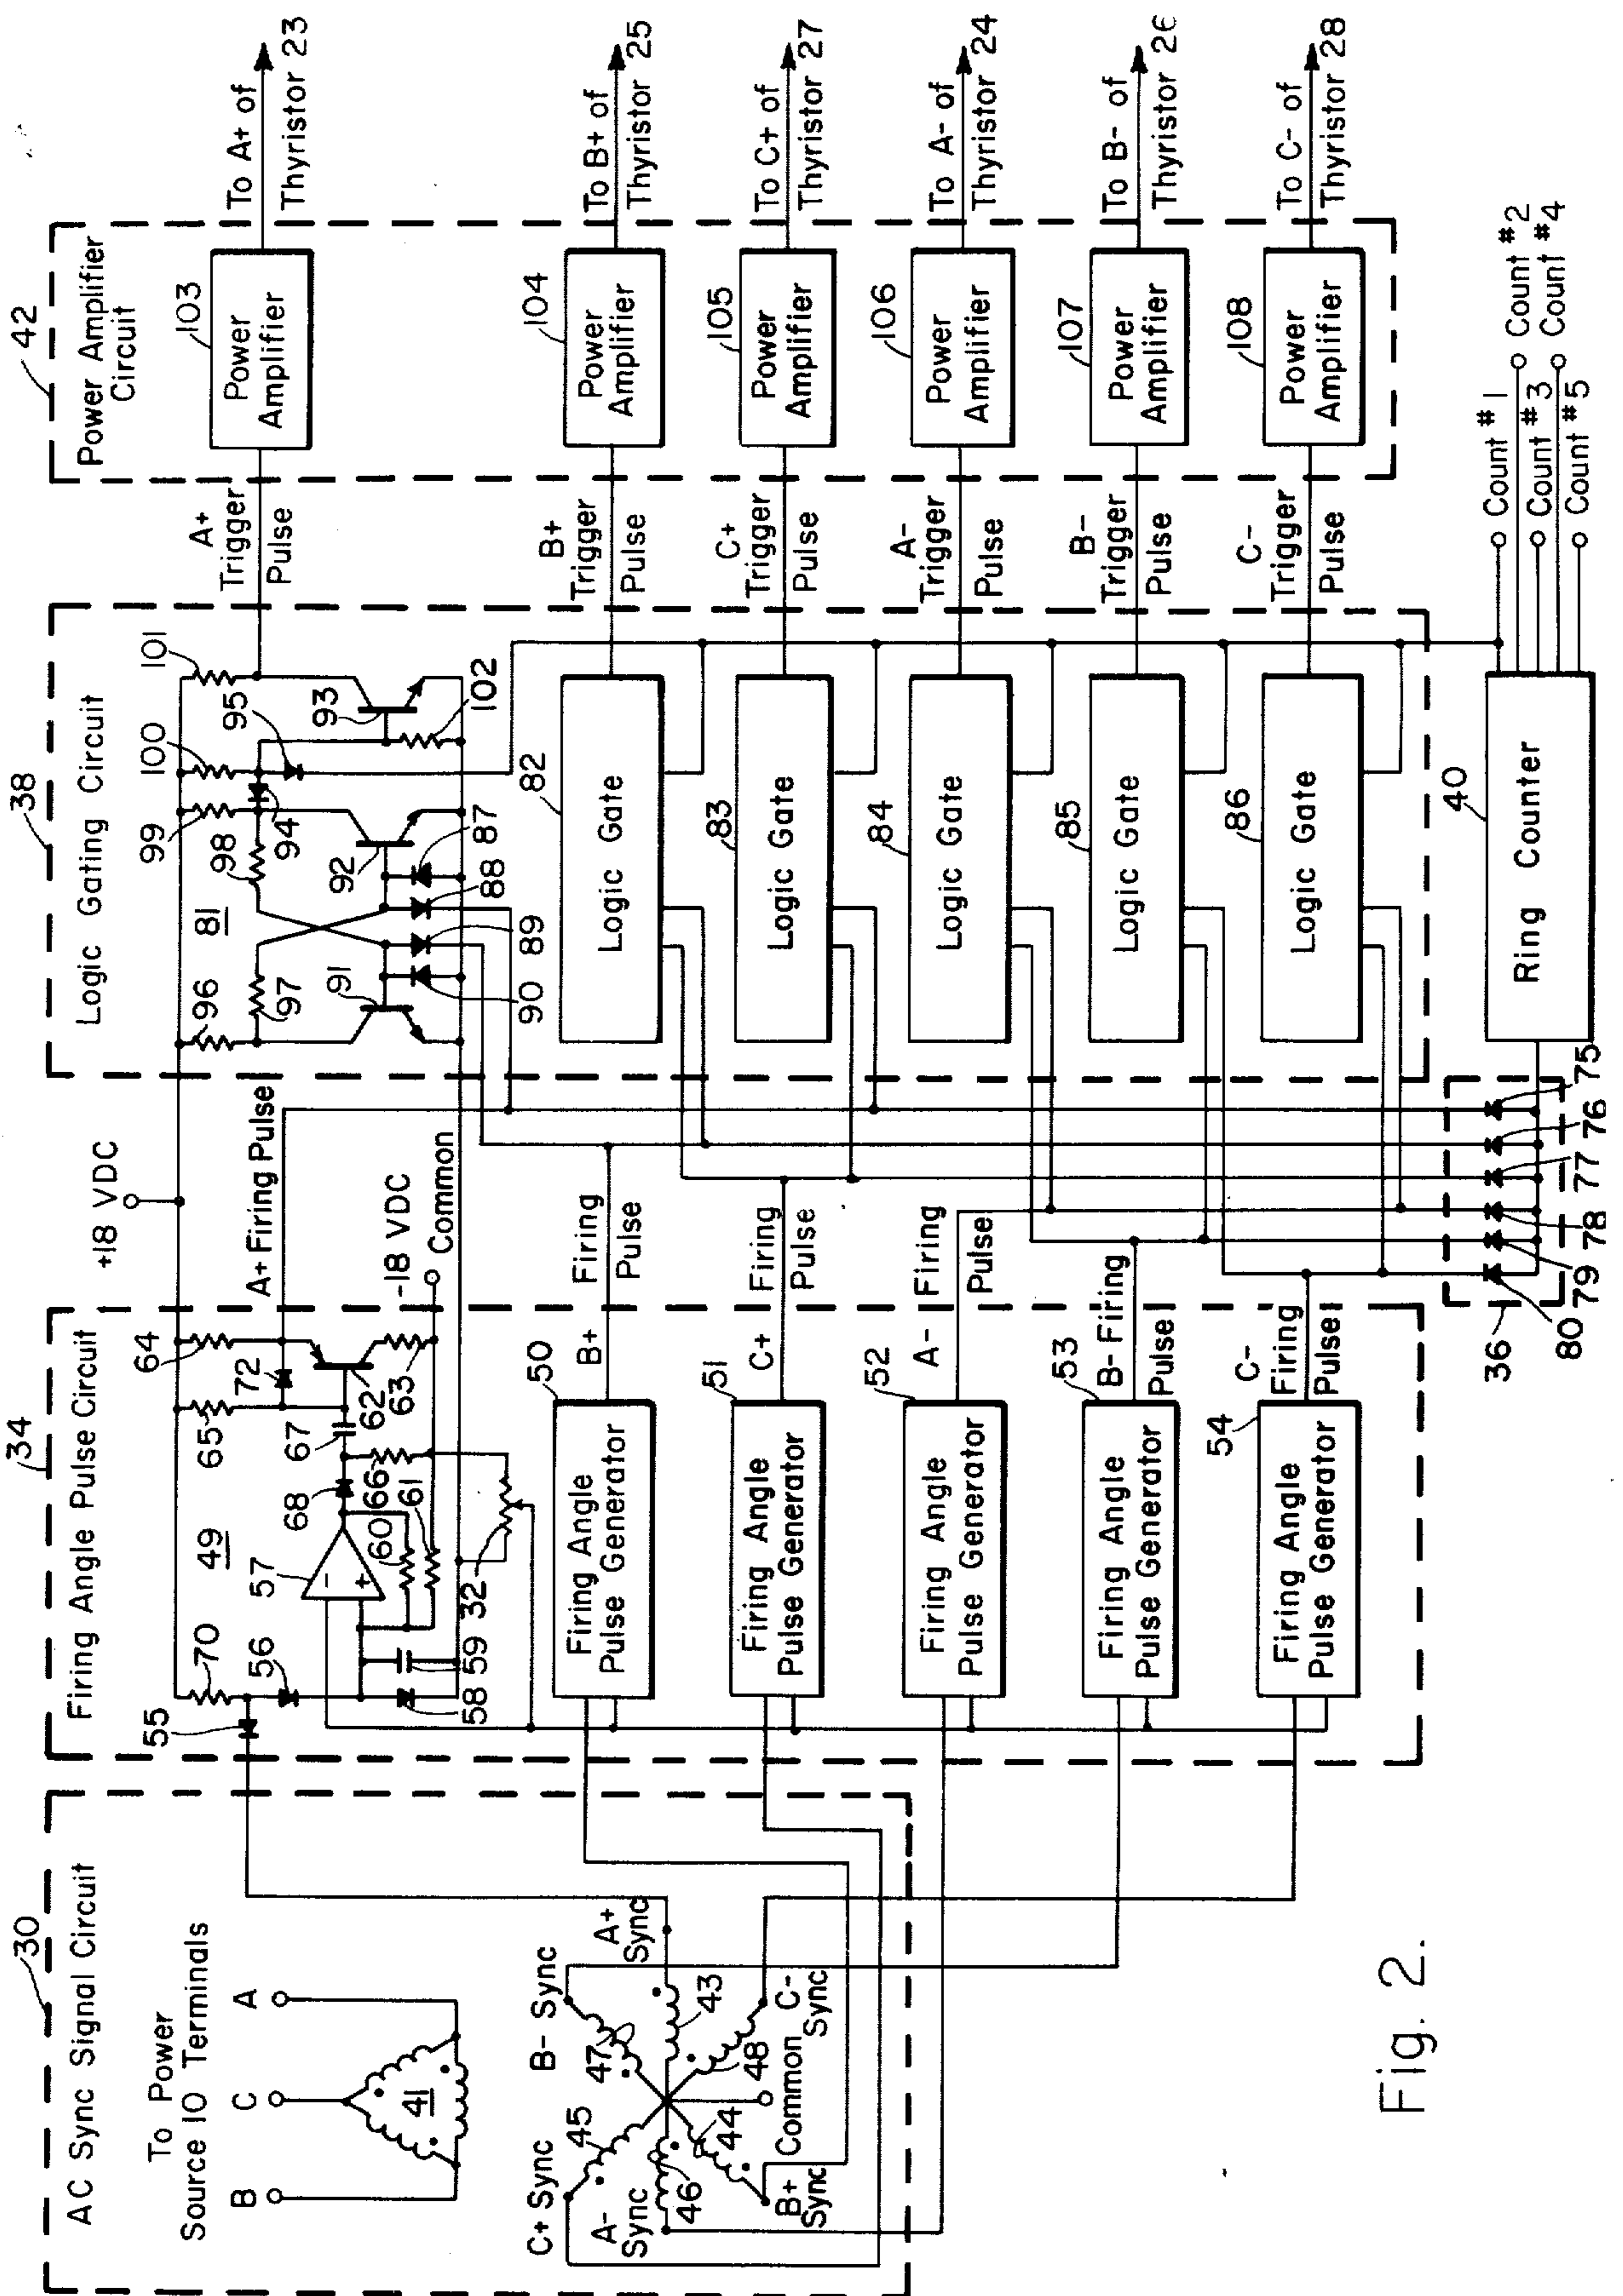 30
AC Sync Signal Circuit
To Power
Source 10 Terminals
A
C
B
41
A+
Sync
B- Sync
47
43
C-
Sync
48
Common
44
B+
Sync
46
A-
Sync
45
C+ Sync
34
Firing Angle Pulse Circuit
+18 VDC
A+ Firing Pulse
-18 VDC
Common
49
55
70
56
57
58
59
60
61
32
66
68
67
62
63
65
72
64
50
Firing Angle
Pulse Generator
B+
Firing
Pulse
51
Firing Angle
Pulse Generator
C+
Firing
Pulse
52
Firing Angle
Pulse Generator
A-
Firing
Pulse
53
Firing Angle
Pulse Generator
B- Firing
Pulse
54
Firing Angle
Pulse Generator
C-
Firing
Pulse
36
80
79
78
77
76
75
38
Logic Gating Circuit
81
96
97
91
90
89
88
87
92
98
94
99
100
95
93
101
102
82
Logic Gate
83
Logic Gate
84
Logic Gate
85
Logic Gate
86
Logic Gate
40
Ring Counter
Count #1
Count #2
Count #3
Count #4
Count #5
A+
Trigger
Pulse
B+
Trigger
Pulse
C+
Trigger
Pulse
A-
Trigger
Pulse
B-
Trigger
Pulse
C-
Trigger
Pulse
42
Power Amplifier
Circuit
103
Power
Amplifier
104
Power
Amplifier
105
Power
Amplifier
106
Power
Amplifier
107
Power
Amplifier
108
Power
Amplifier
To A+ of
Thyristor 23
To B+ of
Thyristor 25
To C+ of
Thyristor 27
To A- of
Thyristor 24
To B- of
Thyristor 26
To C- of
Thyristor 28
Fig. 2.